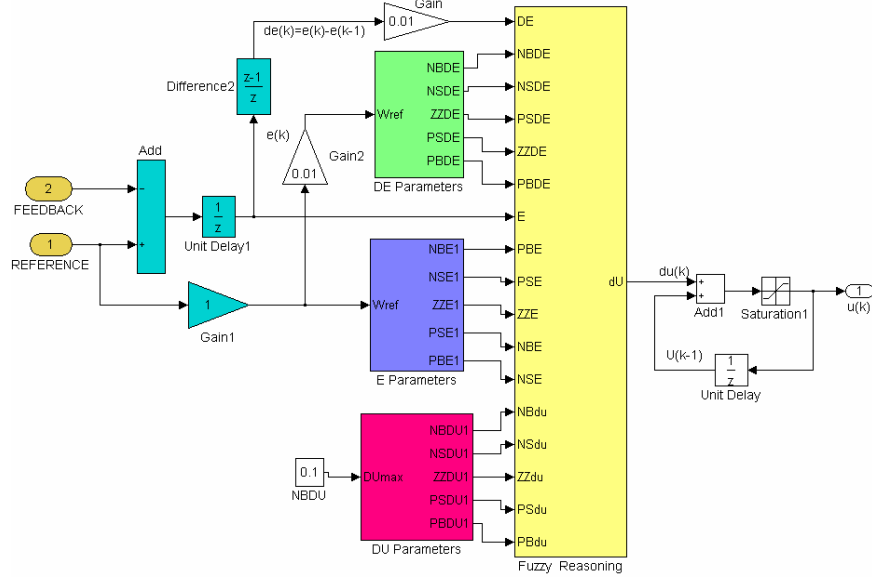 Gain
0.01
de(k)=e(k)-e(k-1)
DE
NBDE
NSDE
PSDE
ZZDE
PBDE
E
PBE
PSE
ZZE
NBE
NSE
NBdu
NSdu
ZZdu
PSdu
PBdu
dU
Fuzzy Reasoning
Difference2
z-1
z
e(k)
0.01
Gain2
Wref
NBDE
NSDE
ZZDE
PSDE
PBDE
DE Parameters
Add
−
+
2
FEEDBACK
1
REFERENCE
1
z
Unit Delay1
1
Gain1
Wref
NBE1
NSE1
ZZE1
PSE1
PBE1
E Parameters
0.1
NBDU
DUmax
NBDU1
NSDU1
ZZDU1
PSDU1
PBDU1
DU Parameters
du(k)
+
+
Add1
Saturation1
1
u(k)
U(k-1)
1
z
Unit Delay